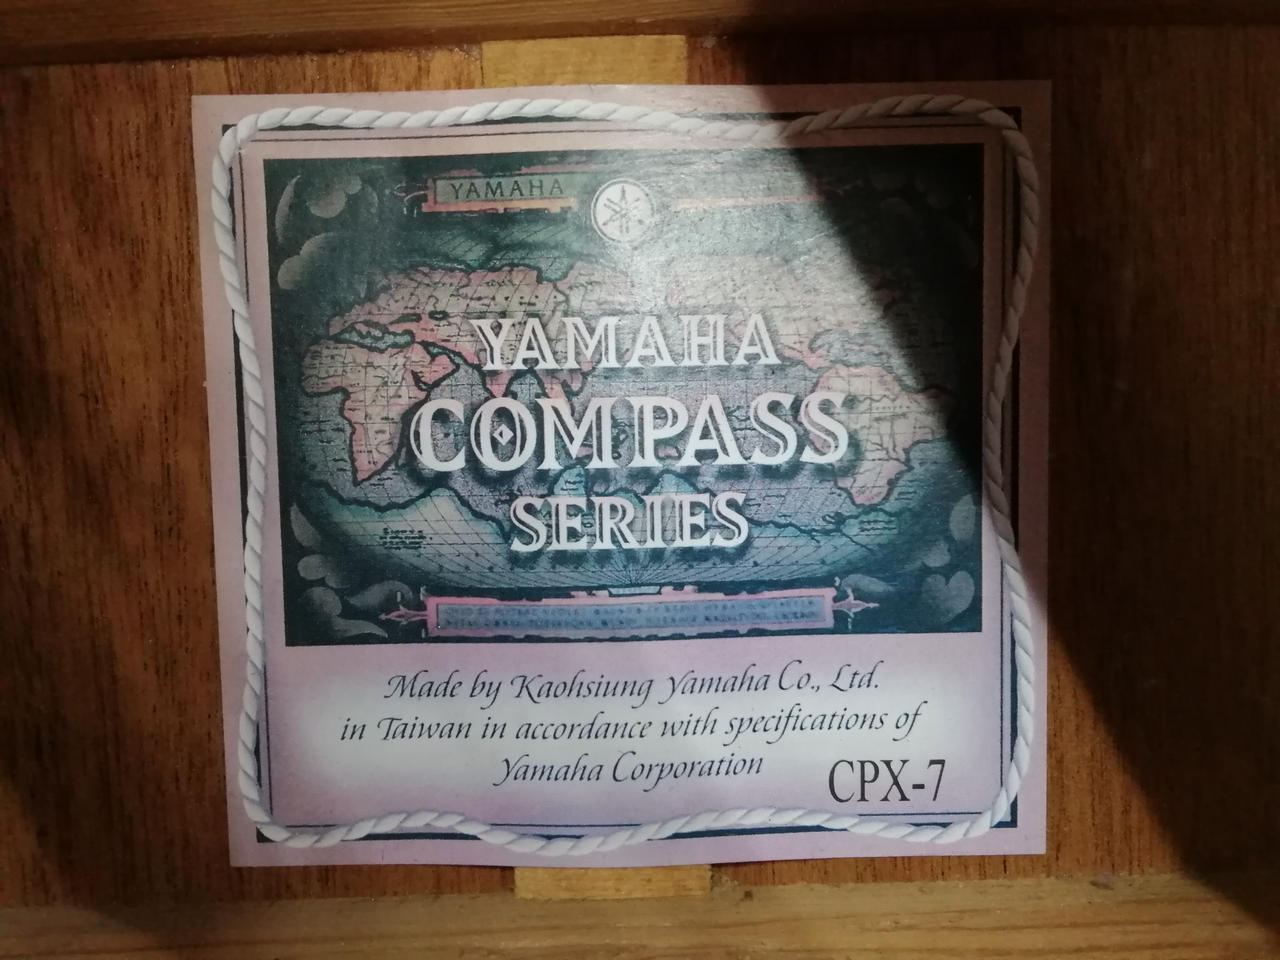 YAMAHA
YAMAHA
COMPASS
SERIES
Made by Kaohsiung Yamaha Co., Ltd.
in Taiwan in accordance with specifications of
Yamaha Corporation
CPX-7